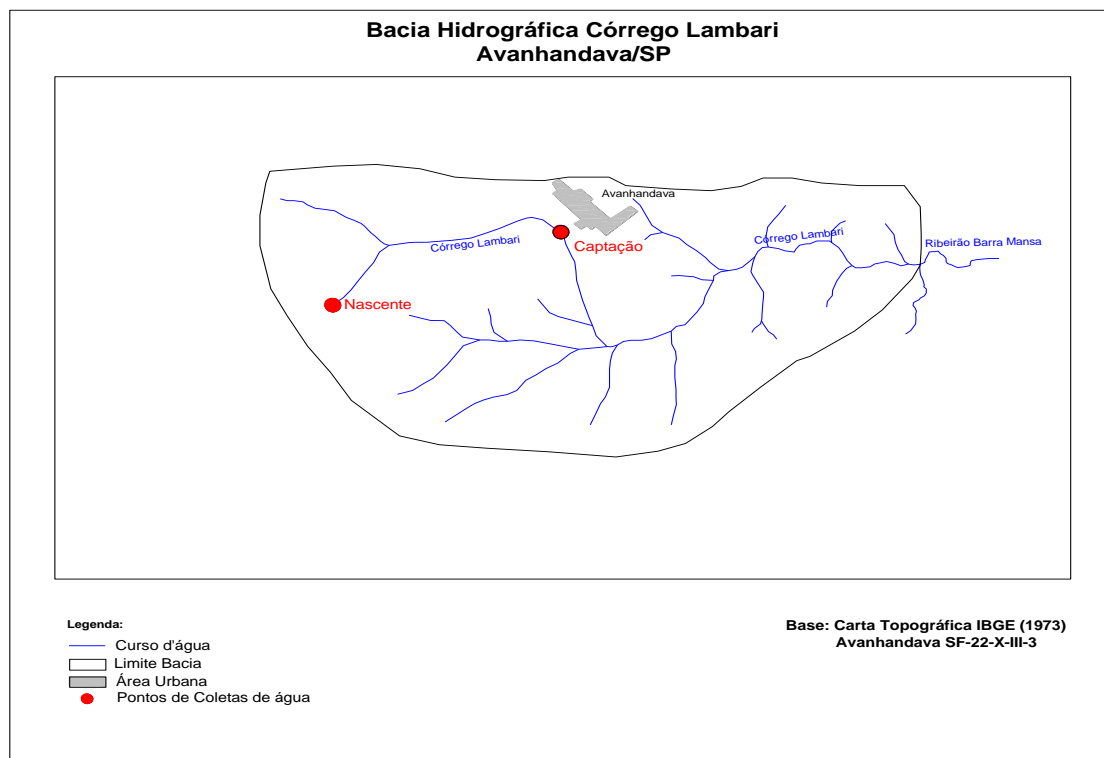 Bacia Hidrográfica Córrego Lambari
Avanhandava/SP
Avanhandava
Córrego Lambari
Captação
Córrego Lambari
Ribeirão Barra Mansa
Nascente
Legenda:
Curso d'água
Limite Bacia
Área Urbana
Pontos de Coletas de água
Base: Carta Topográfica IBGE (1973)
Avanhandava SF-22-X-III-3